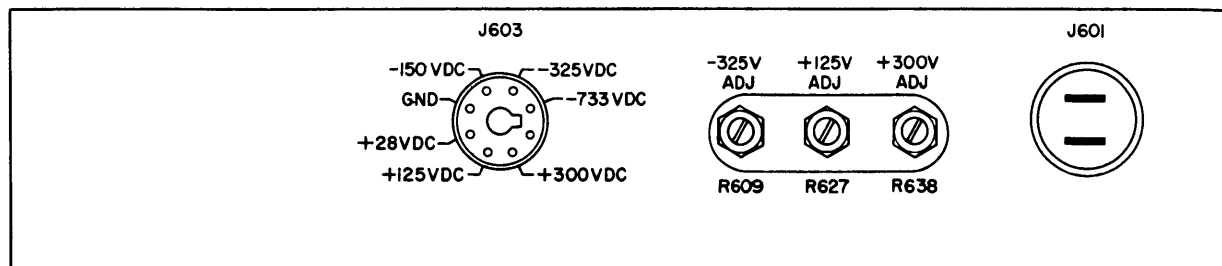 J603
-150 VDC
-325VDC
GND
-733 VDC
+28VDC
+125VDC
+300VDC
-325V
ADJ
+125V
ADJ
+300V
ADJ
R609
R627
R638
J601